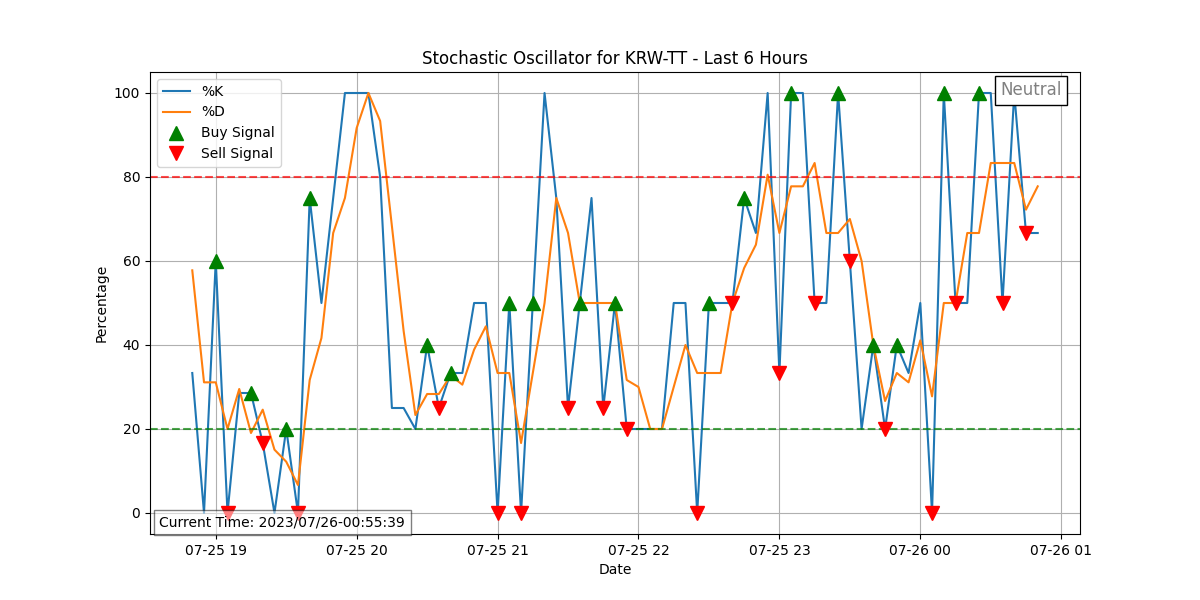 Stochastic Oscillator for KRW-TT - Last 6 Hours
%K
%D
Buy Signal
Sell Signal
Neutral
100
80
60
40
20
0
Percentage
Current Time: 2023/07/26-00:55:39
07-25 19
07-25 20
07-25 21
07-25 22
07-25 23
07-26 00
07-26 01
Date